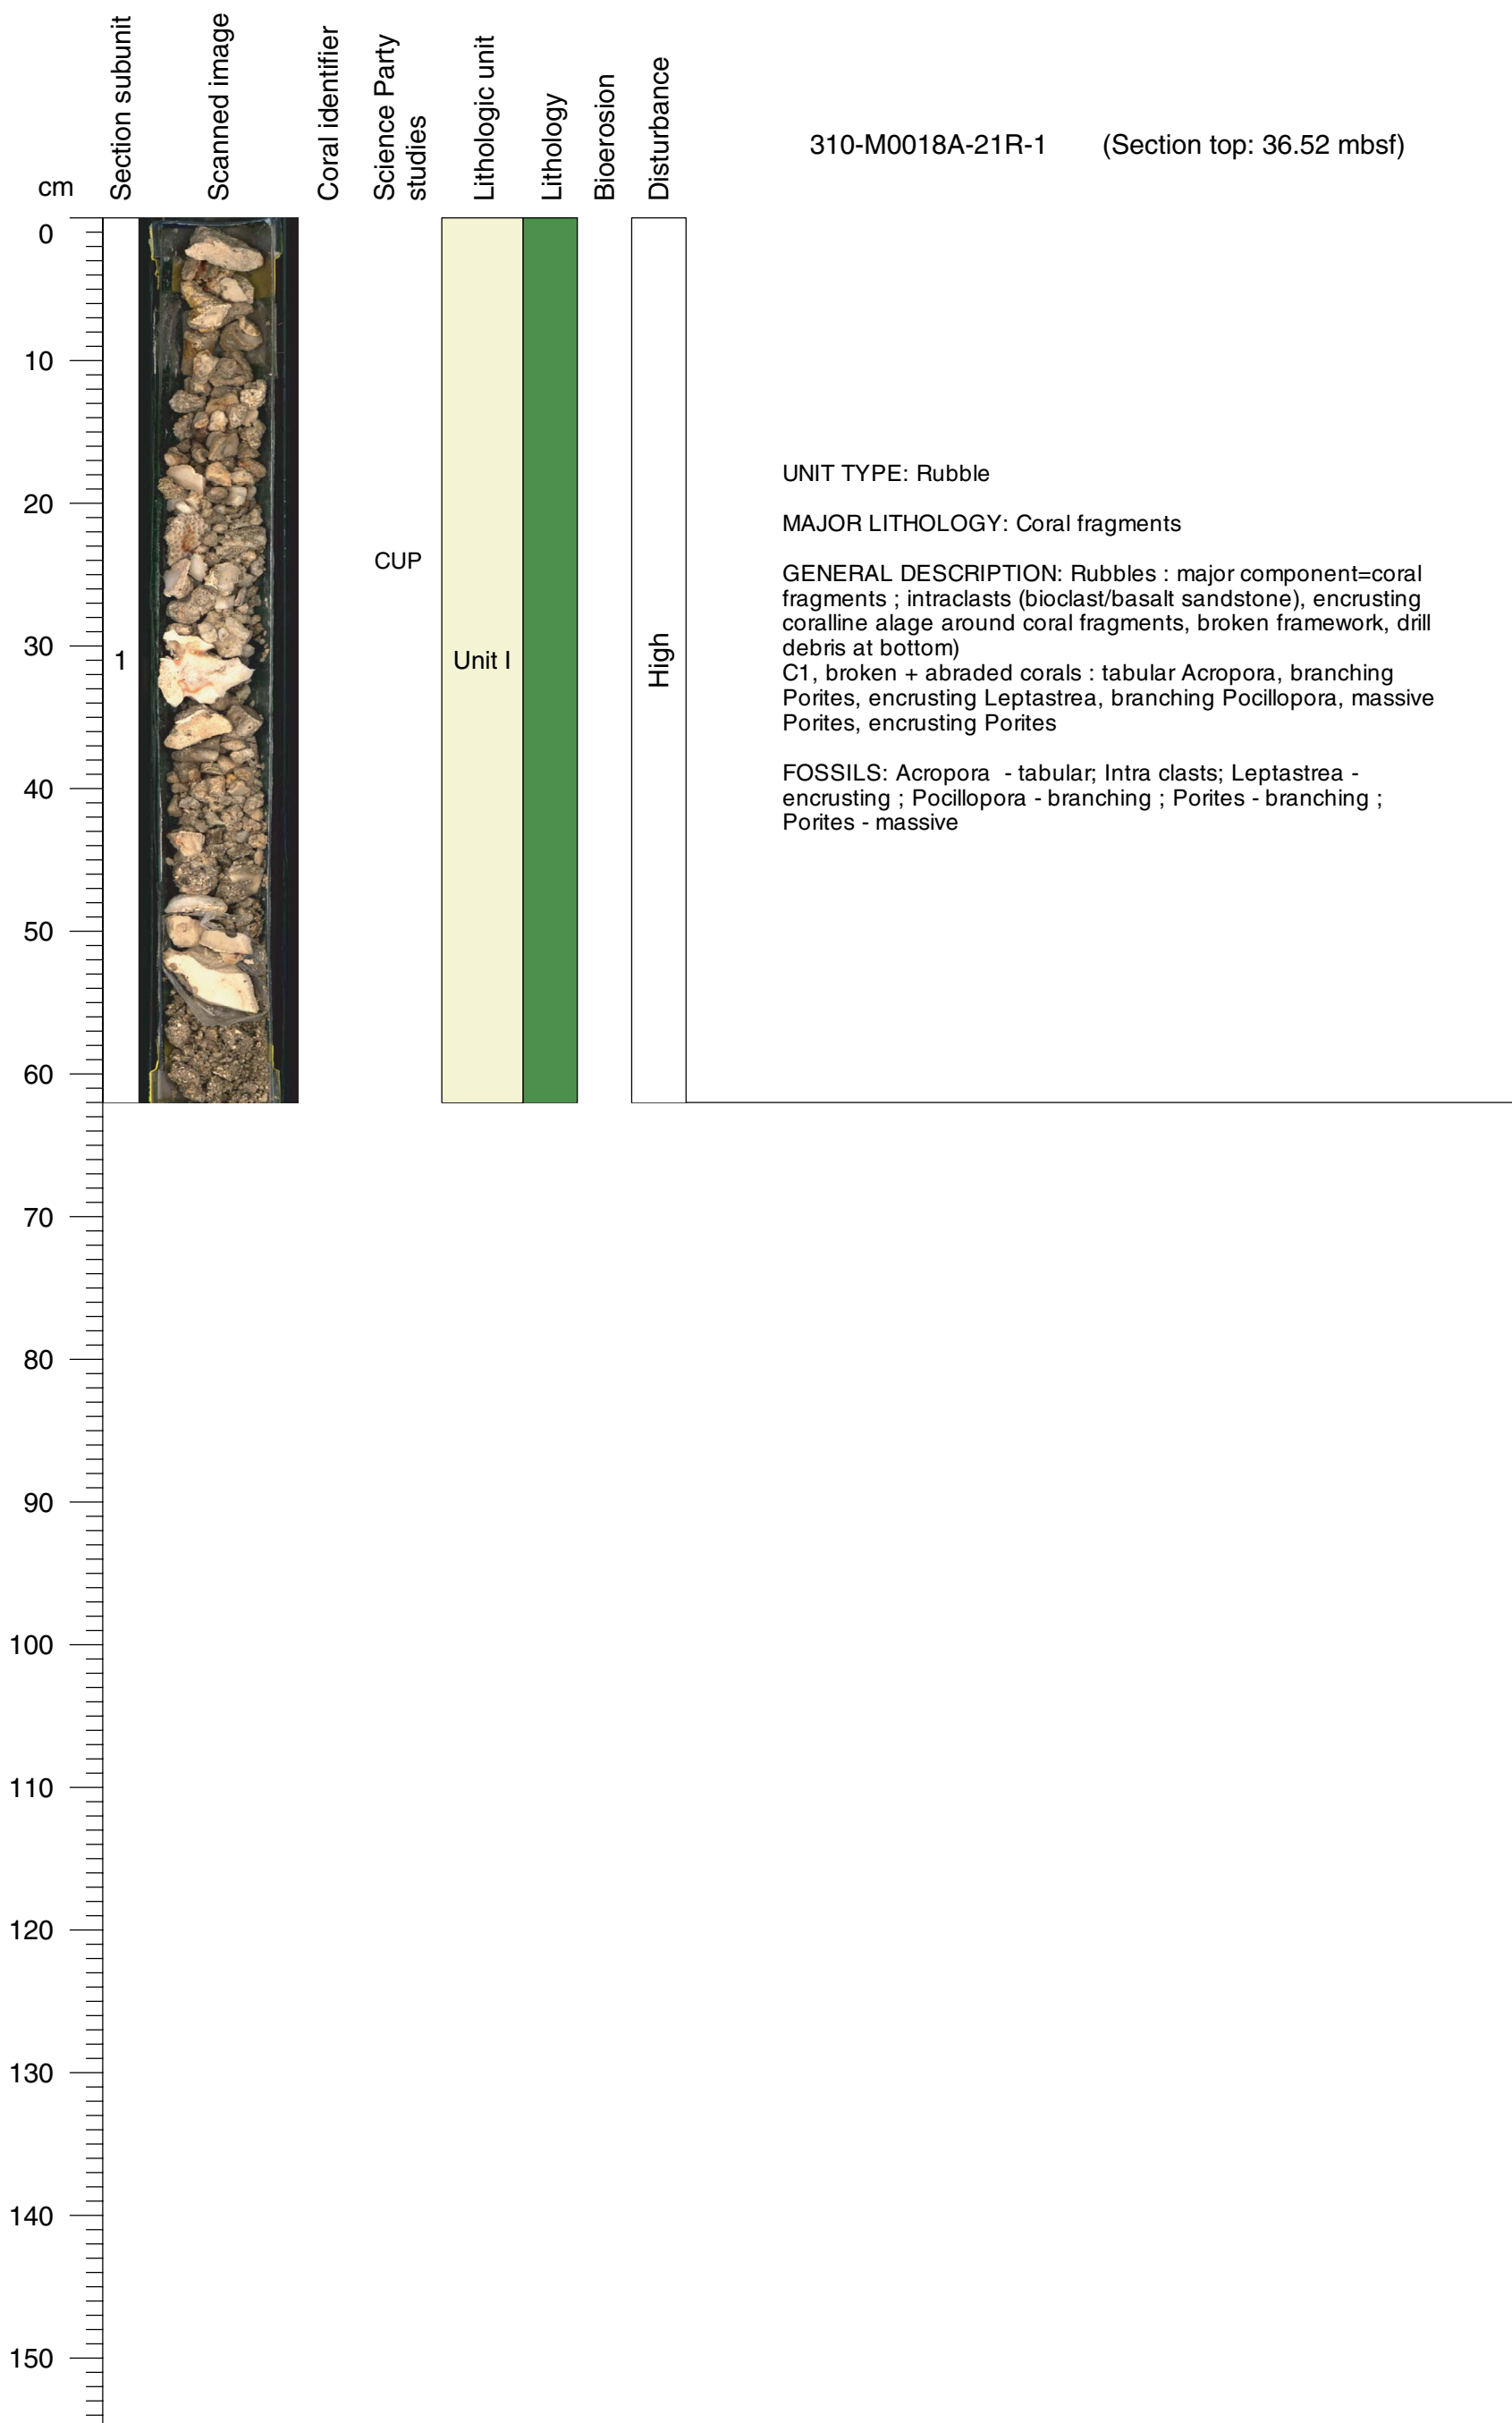 cm
Section subunit
Scanned image
Coral identifier
Science Party
studies
Lithologic unit
Lithology
Bioerosion
Disturbance
310-M0018A-21R-1 (Section top: 36.52 mbsf)
0
10
20
30
40
50
60
70
80
90
100
110
120
130
140
150
1
CUP
Unit I
High
UNIT TYPE: Rubble
MAJOR LITHOLOGY: Coral fragments
GENERAL DESCRIPTION: Rubbles : major component=coral
fragments ; intraclasts (bioclast/basalt sandstone), encrusting
coralline alage around coral fragments, broken framework, drill
debris at bottom)
C1, broken + abraded corals : tabular Acropora, branching
Porites, encrusting Leptastrea, branching Pocillopora, massive
Porites, encrusting Porites
FOSSILS: Acropora - tabular; Intra clasts; Leptastrea -
encrusting ; Pocillopora - branching ; Porites - branching ;
Porites - massive